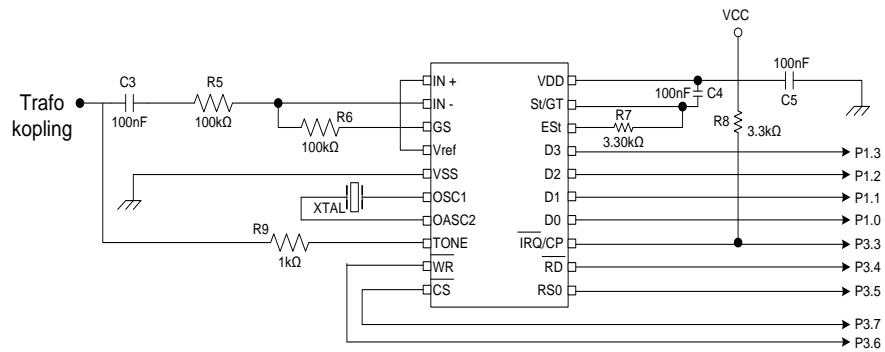 VCC
C3
100nF
Trafo
kopling
R5
100kΩ
R6
100kΩ
IN +
IN -
GS
Vref
VSS
OSC1
OASC2
TONE
WR
CS
XTAL
R9
1kΩ
VDD
St/GT
ESt
D3
D2
D1
D0
IRQ/CP
RD
RS0
100nF
C4
R7
3.30kΩ
R8
3.3kΩ
100nF
C5
P1.3
P1.2
P1.1
P1.0
P3.3
P3.4
P3.5
P3.7
P3.6